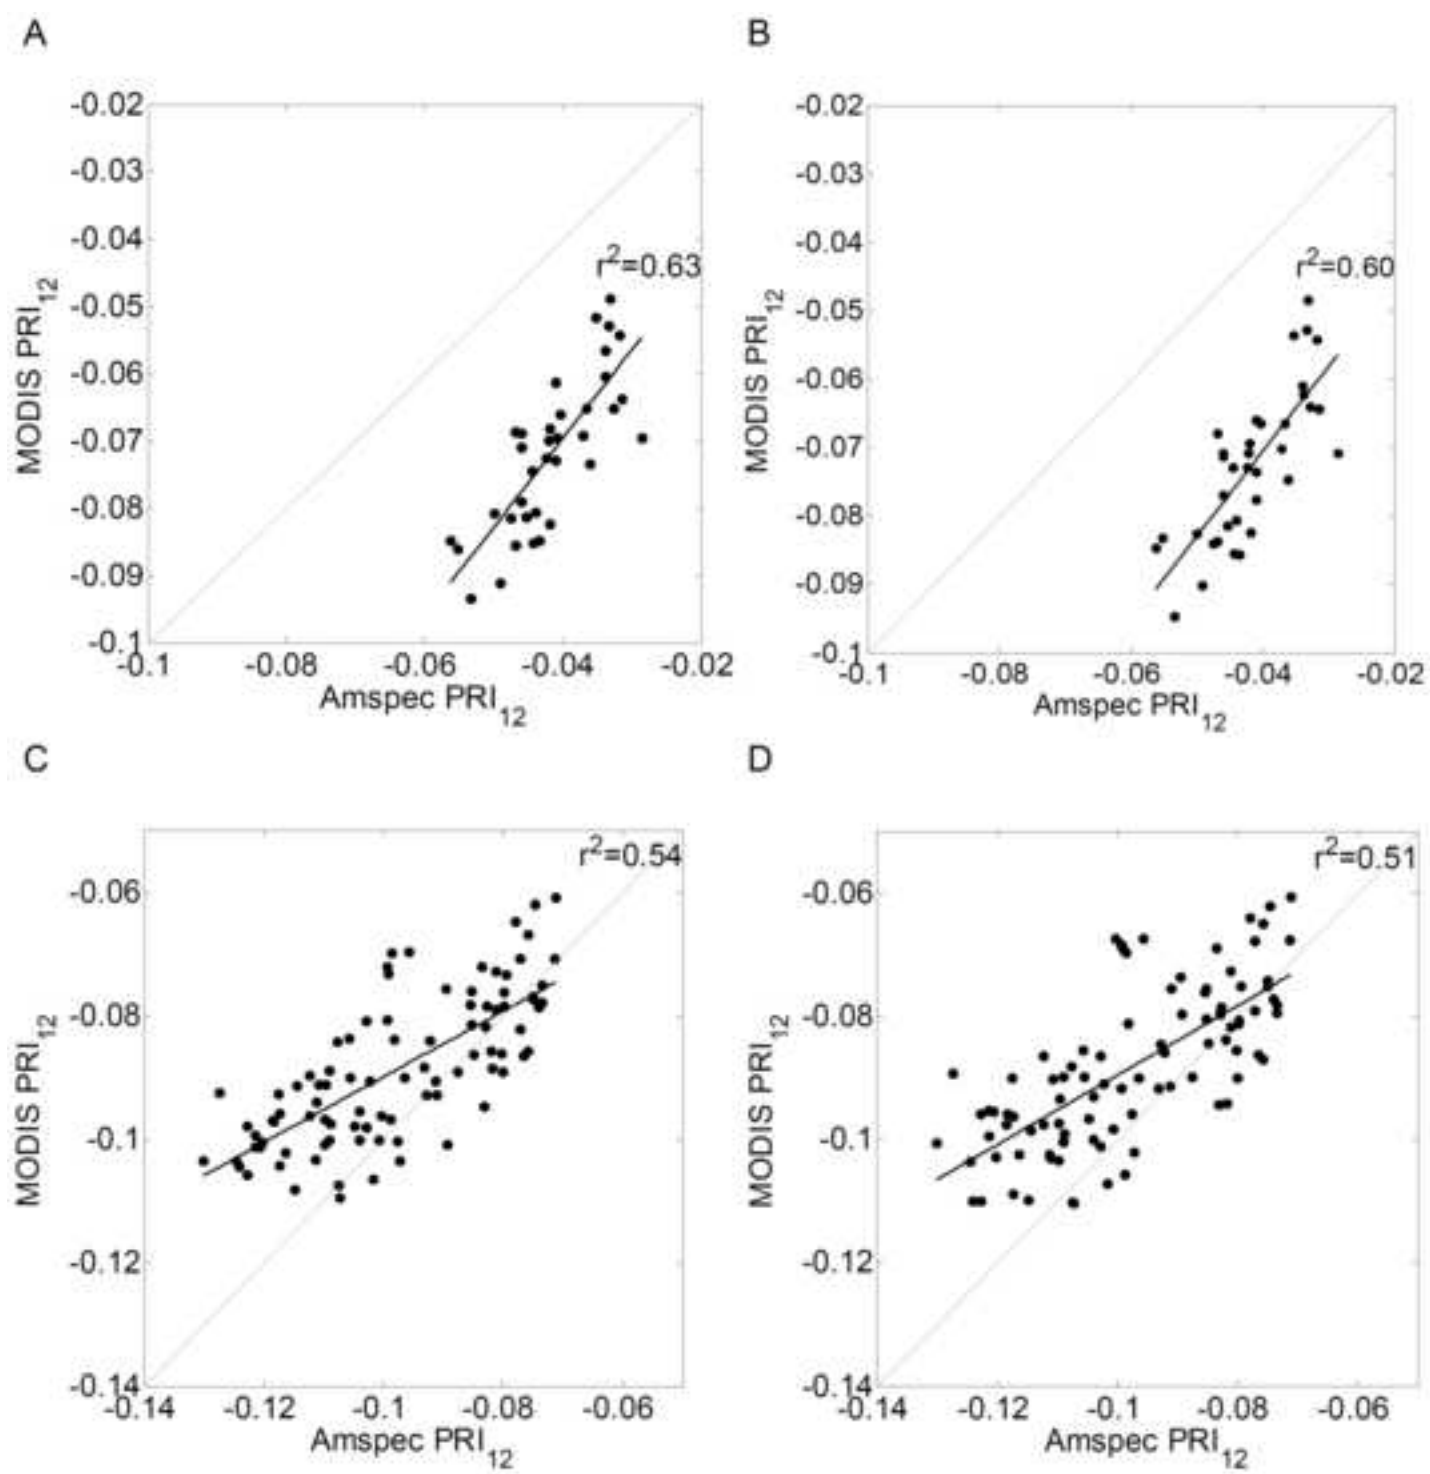 A
-0.02
-0.03
-0.04
-0.05
-0.06
-0.07
-0.08
-0.09
-0.1
MODIS PRI12
r2=0.63
-0.1 -0.08 -0.06 -0.04 -0.02
Amspec PRI12
B
-0.02
-0.03
-0.04
-0.05
-0.06
-0.07
-0.08
-0.09
-0.1
MODIS PRI12
r2=0.60
-0.1 -0.08 -0.06 -0.04 -0.02
Amspec PRI12
C
-0.06
-0.08
-0.1
-0.12
-0.14
MODIS PRI12
r2=0.54
-0.14 -0.12 -0.1 -0.08 -0.06
Amspec PRI12
D
-0.06
-0.08
-0.1
-0.12
-0.14
MODIS PRI12
r2=0.51
-0.14 -0.12 -0.1 -0.08 -0.06
Amspec PRI12